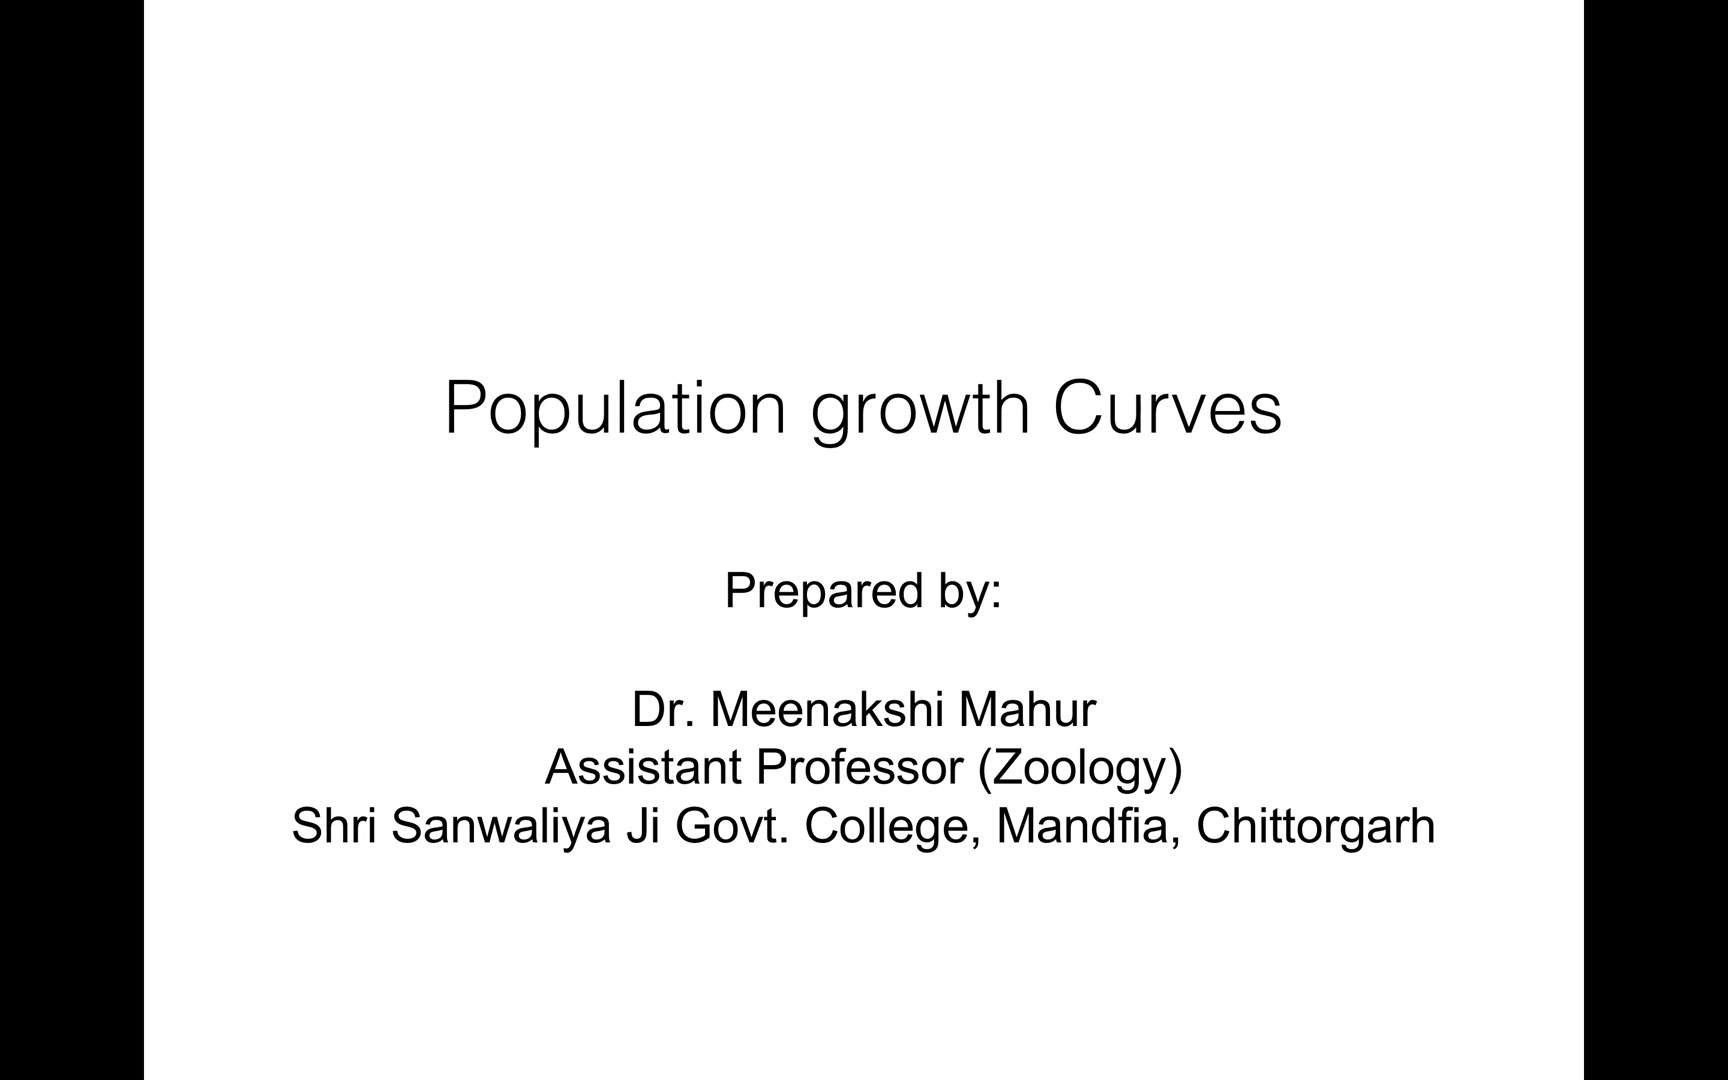 Population growth Curves
Prepared by:
Dr. Meenakshi Mahur
Assistant Professor (Zoology)
Shri Sanwaliya Ji Govt. College, Mandfia, Chittorgarh